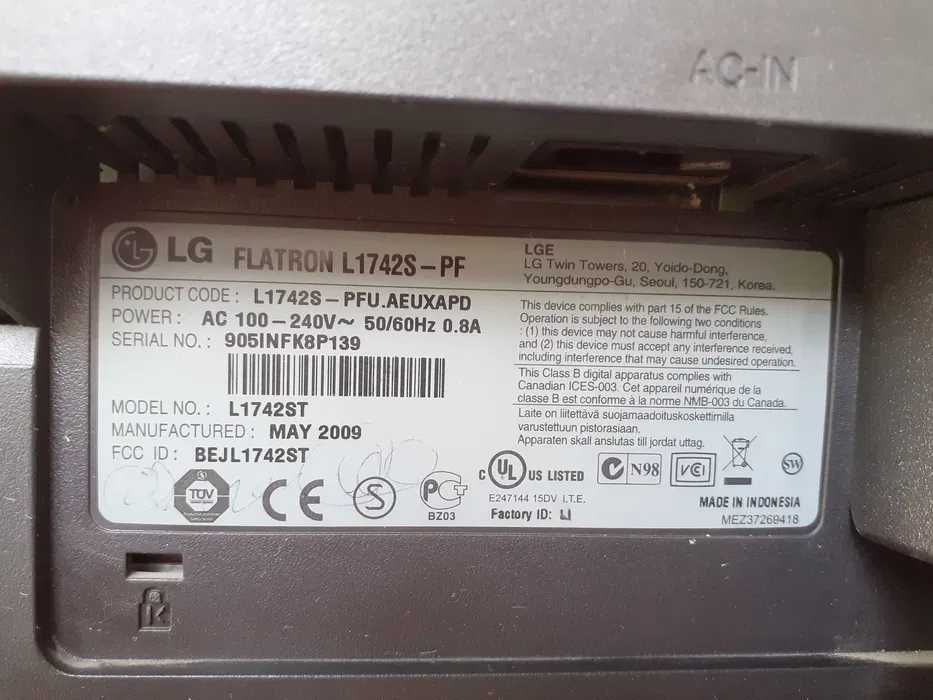 AC-IN
LG FLATRON L1742S-PF
LGE
LG Twin Towers, 20, Yoido-Dong,
Youngdungpo-Gu, Seoul, 150-721, Korea.
PRODUCT CODE : L1742S-PFU.AEUXAPD
POWER : AC 100-240V~ 50/60Hz 0.8A
SERIAL NO. : 905INFK8P139
MODEL NO. : L1742ST
MANUFACTURED : MAY 2009
FCC ID : BEJL1742ST
This device complies with part 15 of the FCC Rules.
Operation is subject to the following two conditions
: (1) this device may not cause harmful interference,
and (2) this device must accept any interference received,
including interference that may cause undesired operation.
This Class B digital apparatus complies with
Canadian ICES-003. Cet appareil numérique de la
classe B est conforme à la norme NMB-003 du Canada.
Laite on liitettävä suojamaadoituskoskettimilla
varustettuun pistorasiaan.
Apparaten skall anslutas till jordat uttag.
TÜV
CE
S
PCT
BZ03
c UL US LISTED
E247144 15DV I.T.E.
Factory ID: LI
N98
VCI
SW
MADE IN INDONESIA
MEZ37269418
K